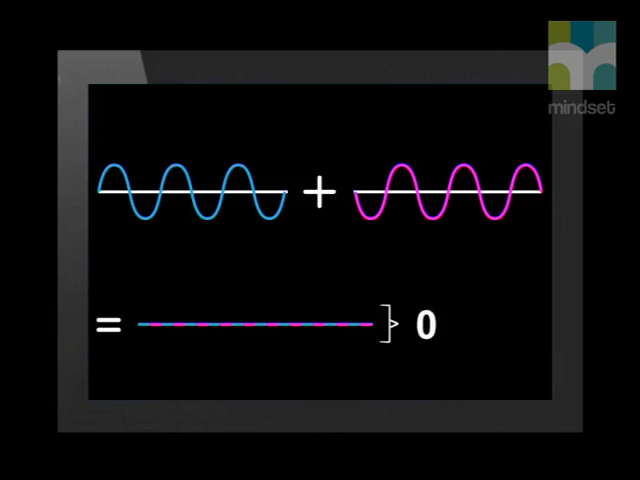 mindset
+
= 0